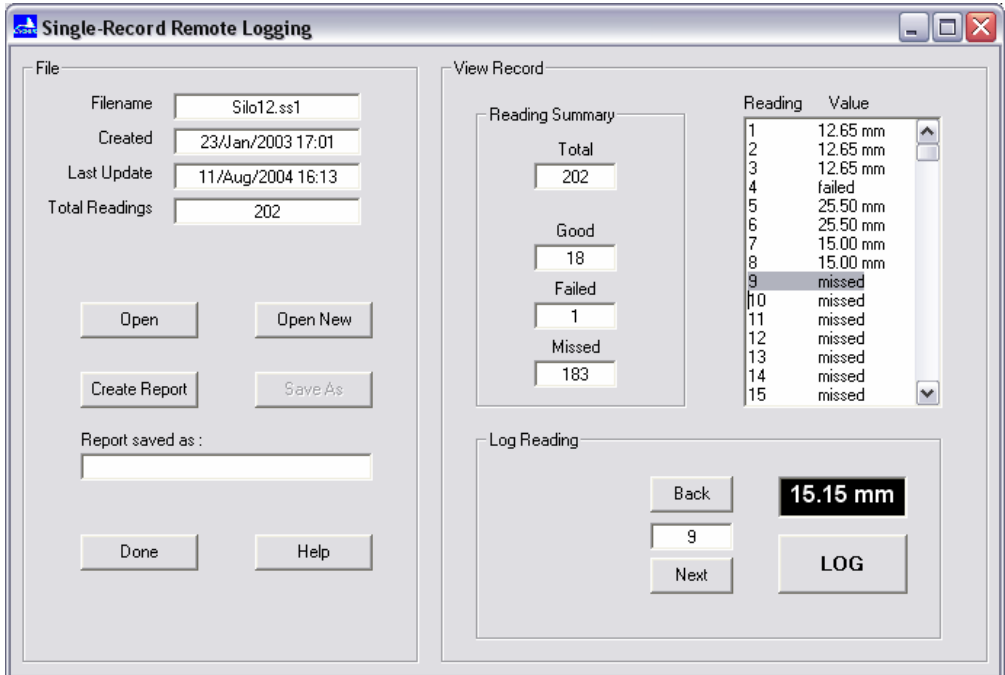 Single-Record Remote Logging
File
Filename Silo12.ss1
Created 23/Jan/2003 17:01
Last Update 11/Aug/2004 16:13
Total Readings 202
Open Open New
Create Report Save As
Report saved as :
Done Help
View Record
Reading Summary
Total
202
Good
18
Failed
1
Missed
183
Reading Value
1 12.65 mm
2 12.65 mm
3 12.65 mm
4 failed
5 25.50 mm
6 25.50 mm
7 15.00 mm
8 15.00 mm
9 missed
10 missed
11 missed
12 missed
13 missed
14 missed
15 missed
Log Reading
Back
9
Next
15.15 mm
LOG